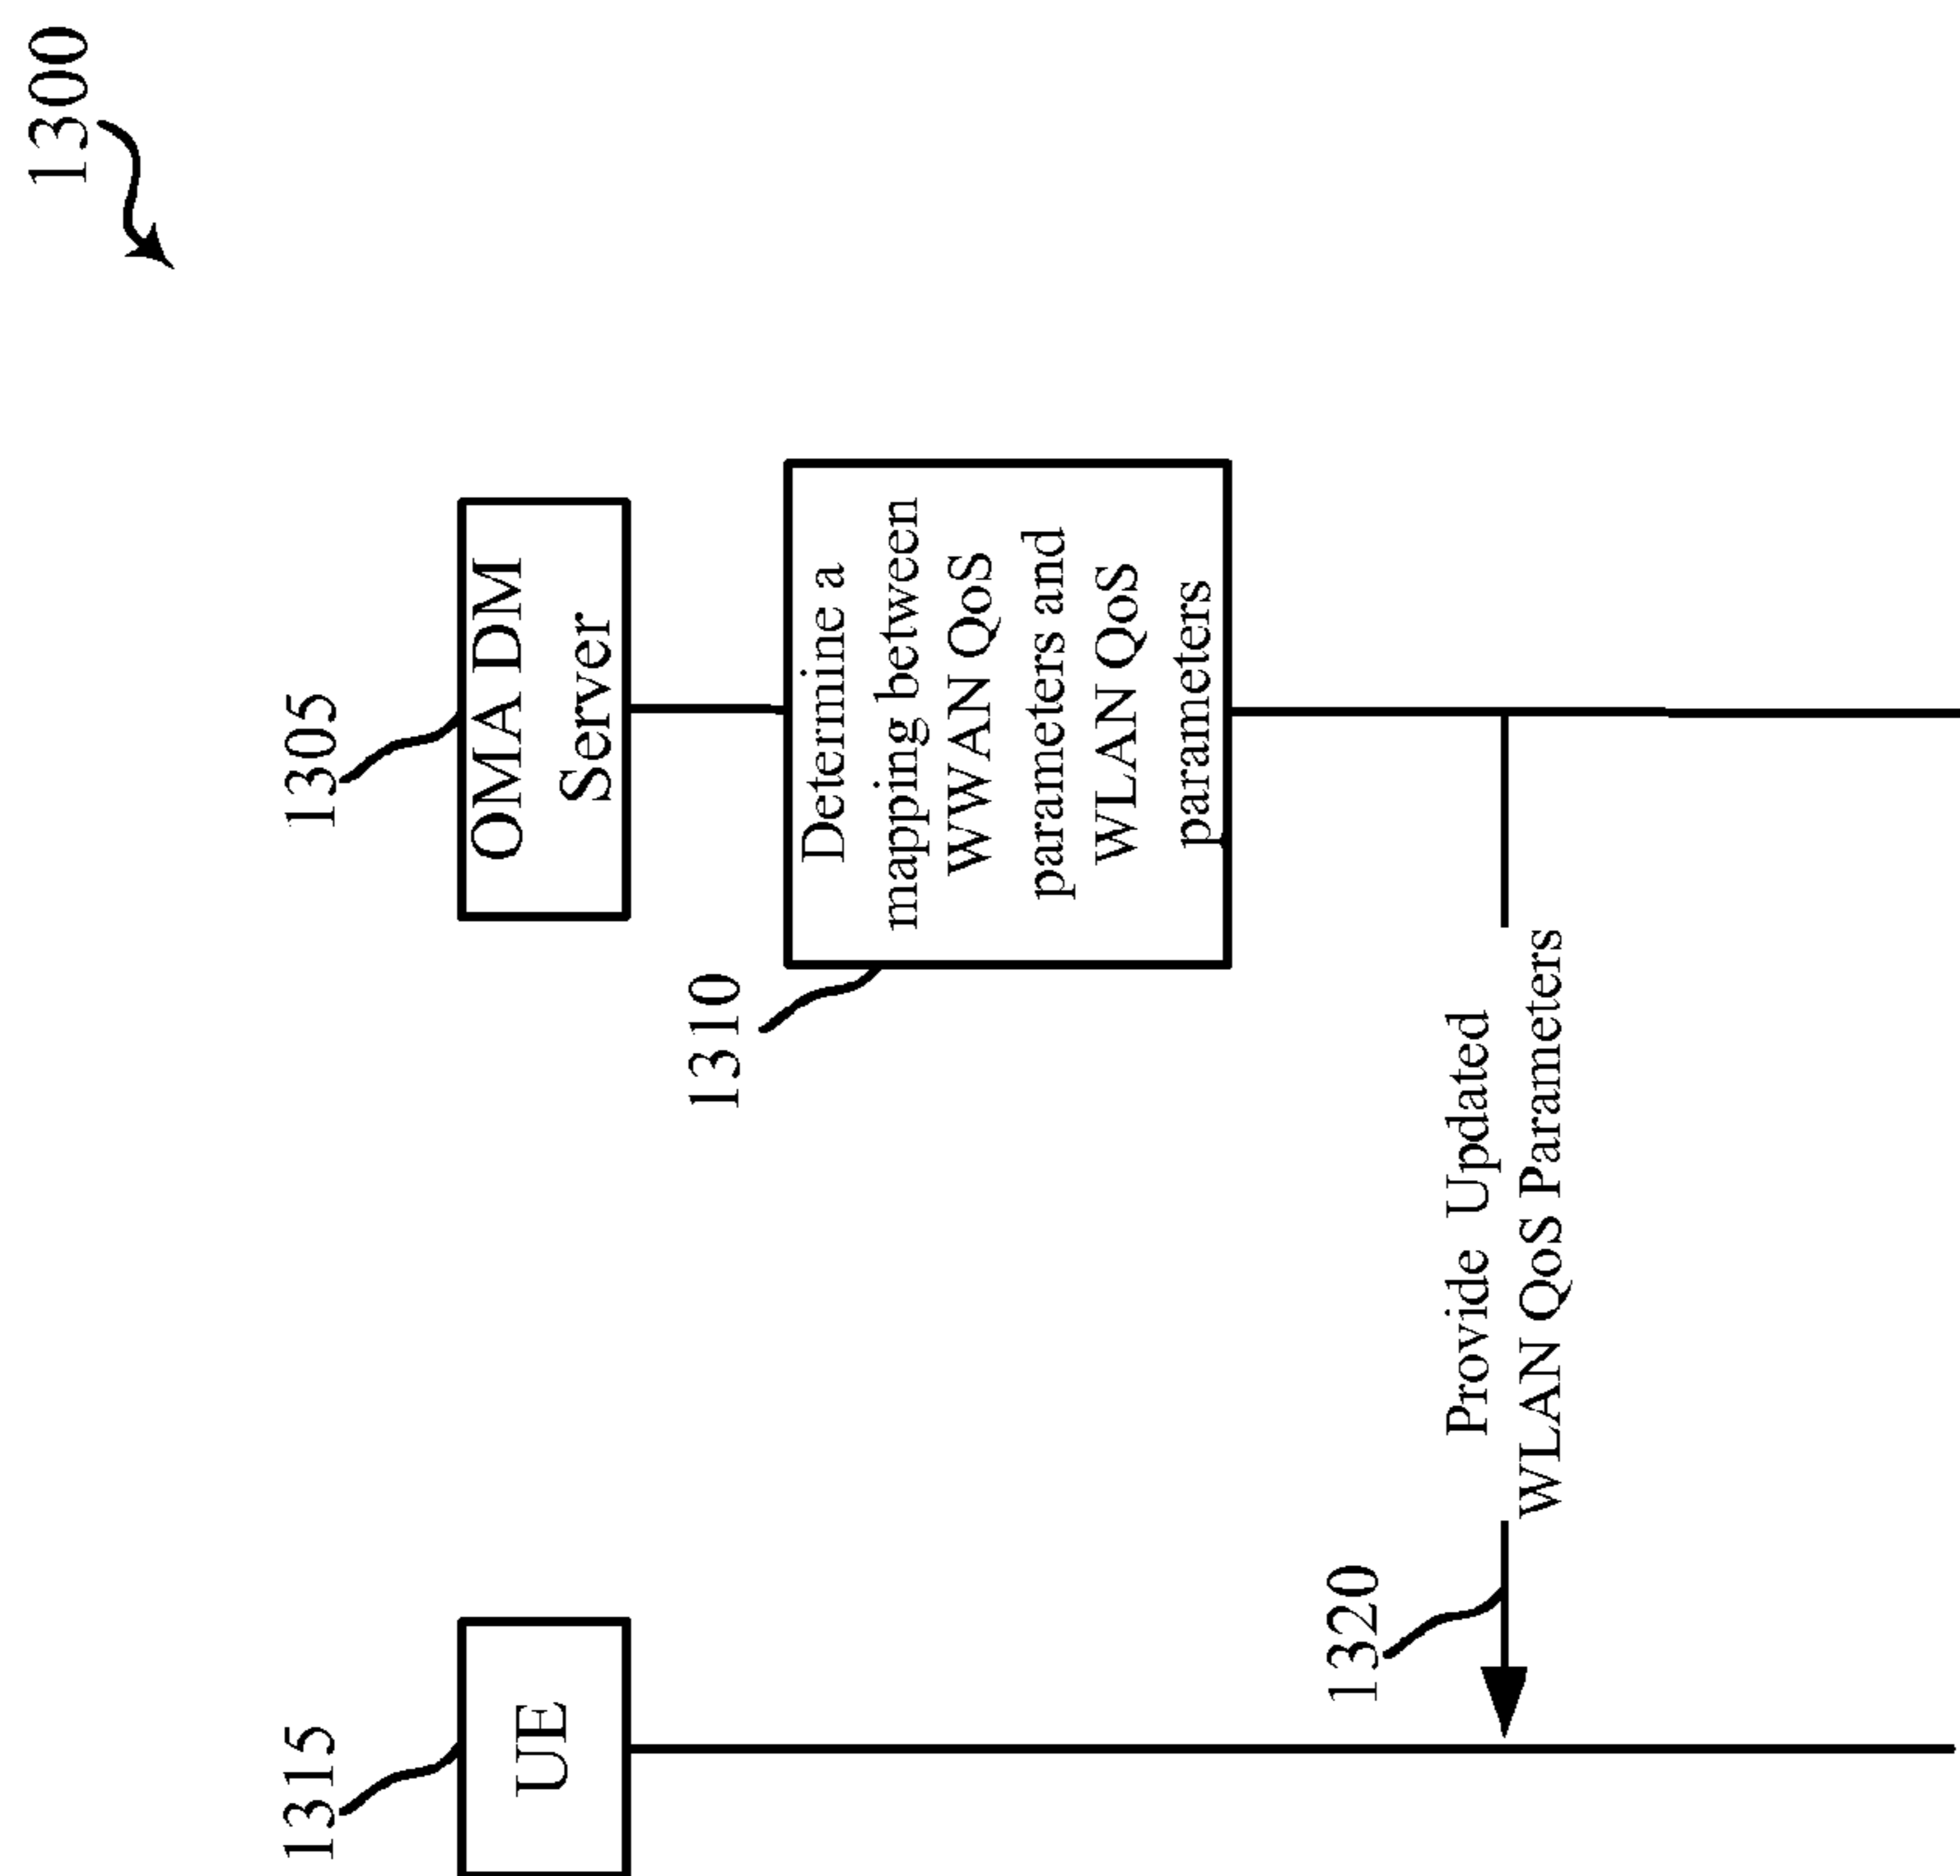 1300
1315
UE
1305
OMA DM
Server
1310
Determine a
mapping between
WWAN QoS
parameters and
WLAN QoS
parameters
1320
Provide Updated
WLAN QoS Parameters